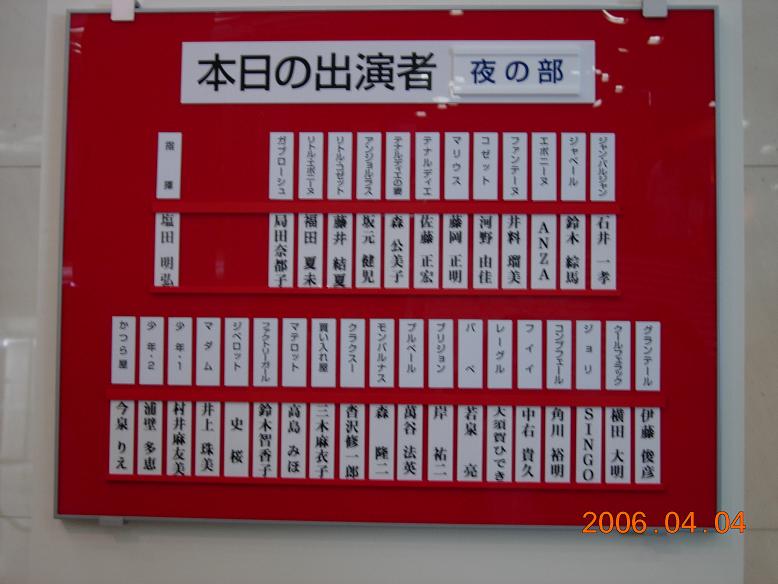 本日の出演者 夜の部
ジャン・バルジャン 石井 一孝
ジャベール 鈴木 綜馬
エポニーヌ ANZA
ファンテーヌ 井料 瑠美
コゼット 河野 由佳
マリウス 藤岡 正明
テナルディエ 佐藤 正宏
テナルディエの妻 森 公美子
アンジョルラス 坂元 健児
リトル・コゼット 藤井 結夏
リトル・エポニーヌ 福田 夏未
ガブローシュ 局田奈都子
指揮 塩田 明弘
グランテール 伊藤 俊彦
クールフェラック 横田 大明
ジョリ SINGO
コンブフェール 角川 裕明
フイイ 中右 貴久
レーグル 大須賀ひでき
バベ 若泉 亮
ブリジョン 岸 祐二
プルベール 萬谷 法英
モンパルナス 森 隆二
クラクスー 杳沢修一郎
買い入れ屋 三木麻衣子
マテロット 高島 みほ
ファクトリーガール 鈴木智香子
ジベロット 史 桜
マダム 井上 珠美
少年・1 村井麻友美
少年・2 浦壁 多恵
かつら屋 今泉 りえ
2006.04.04